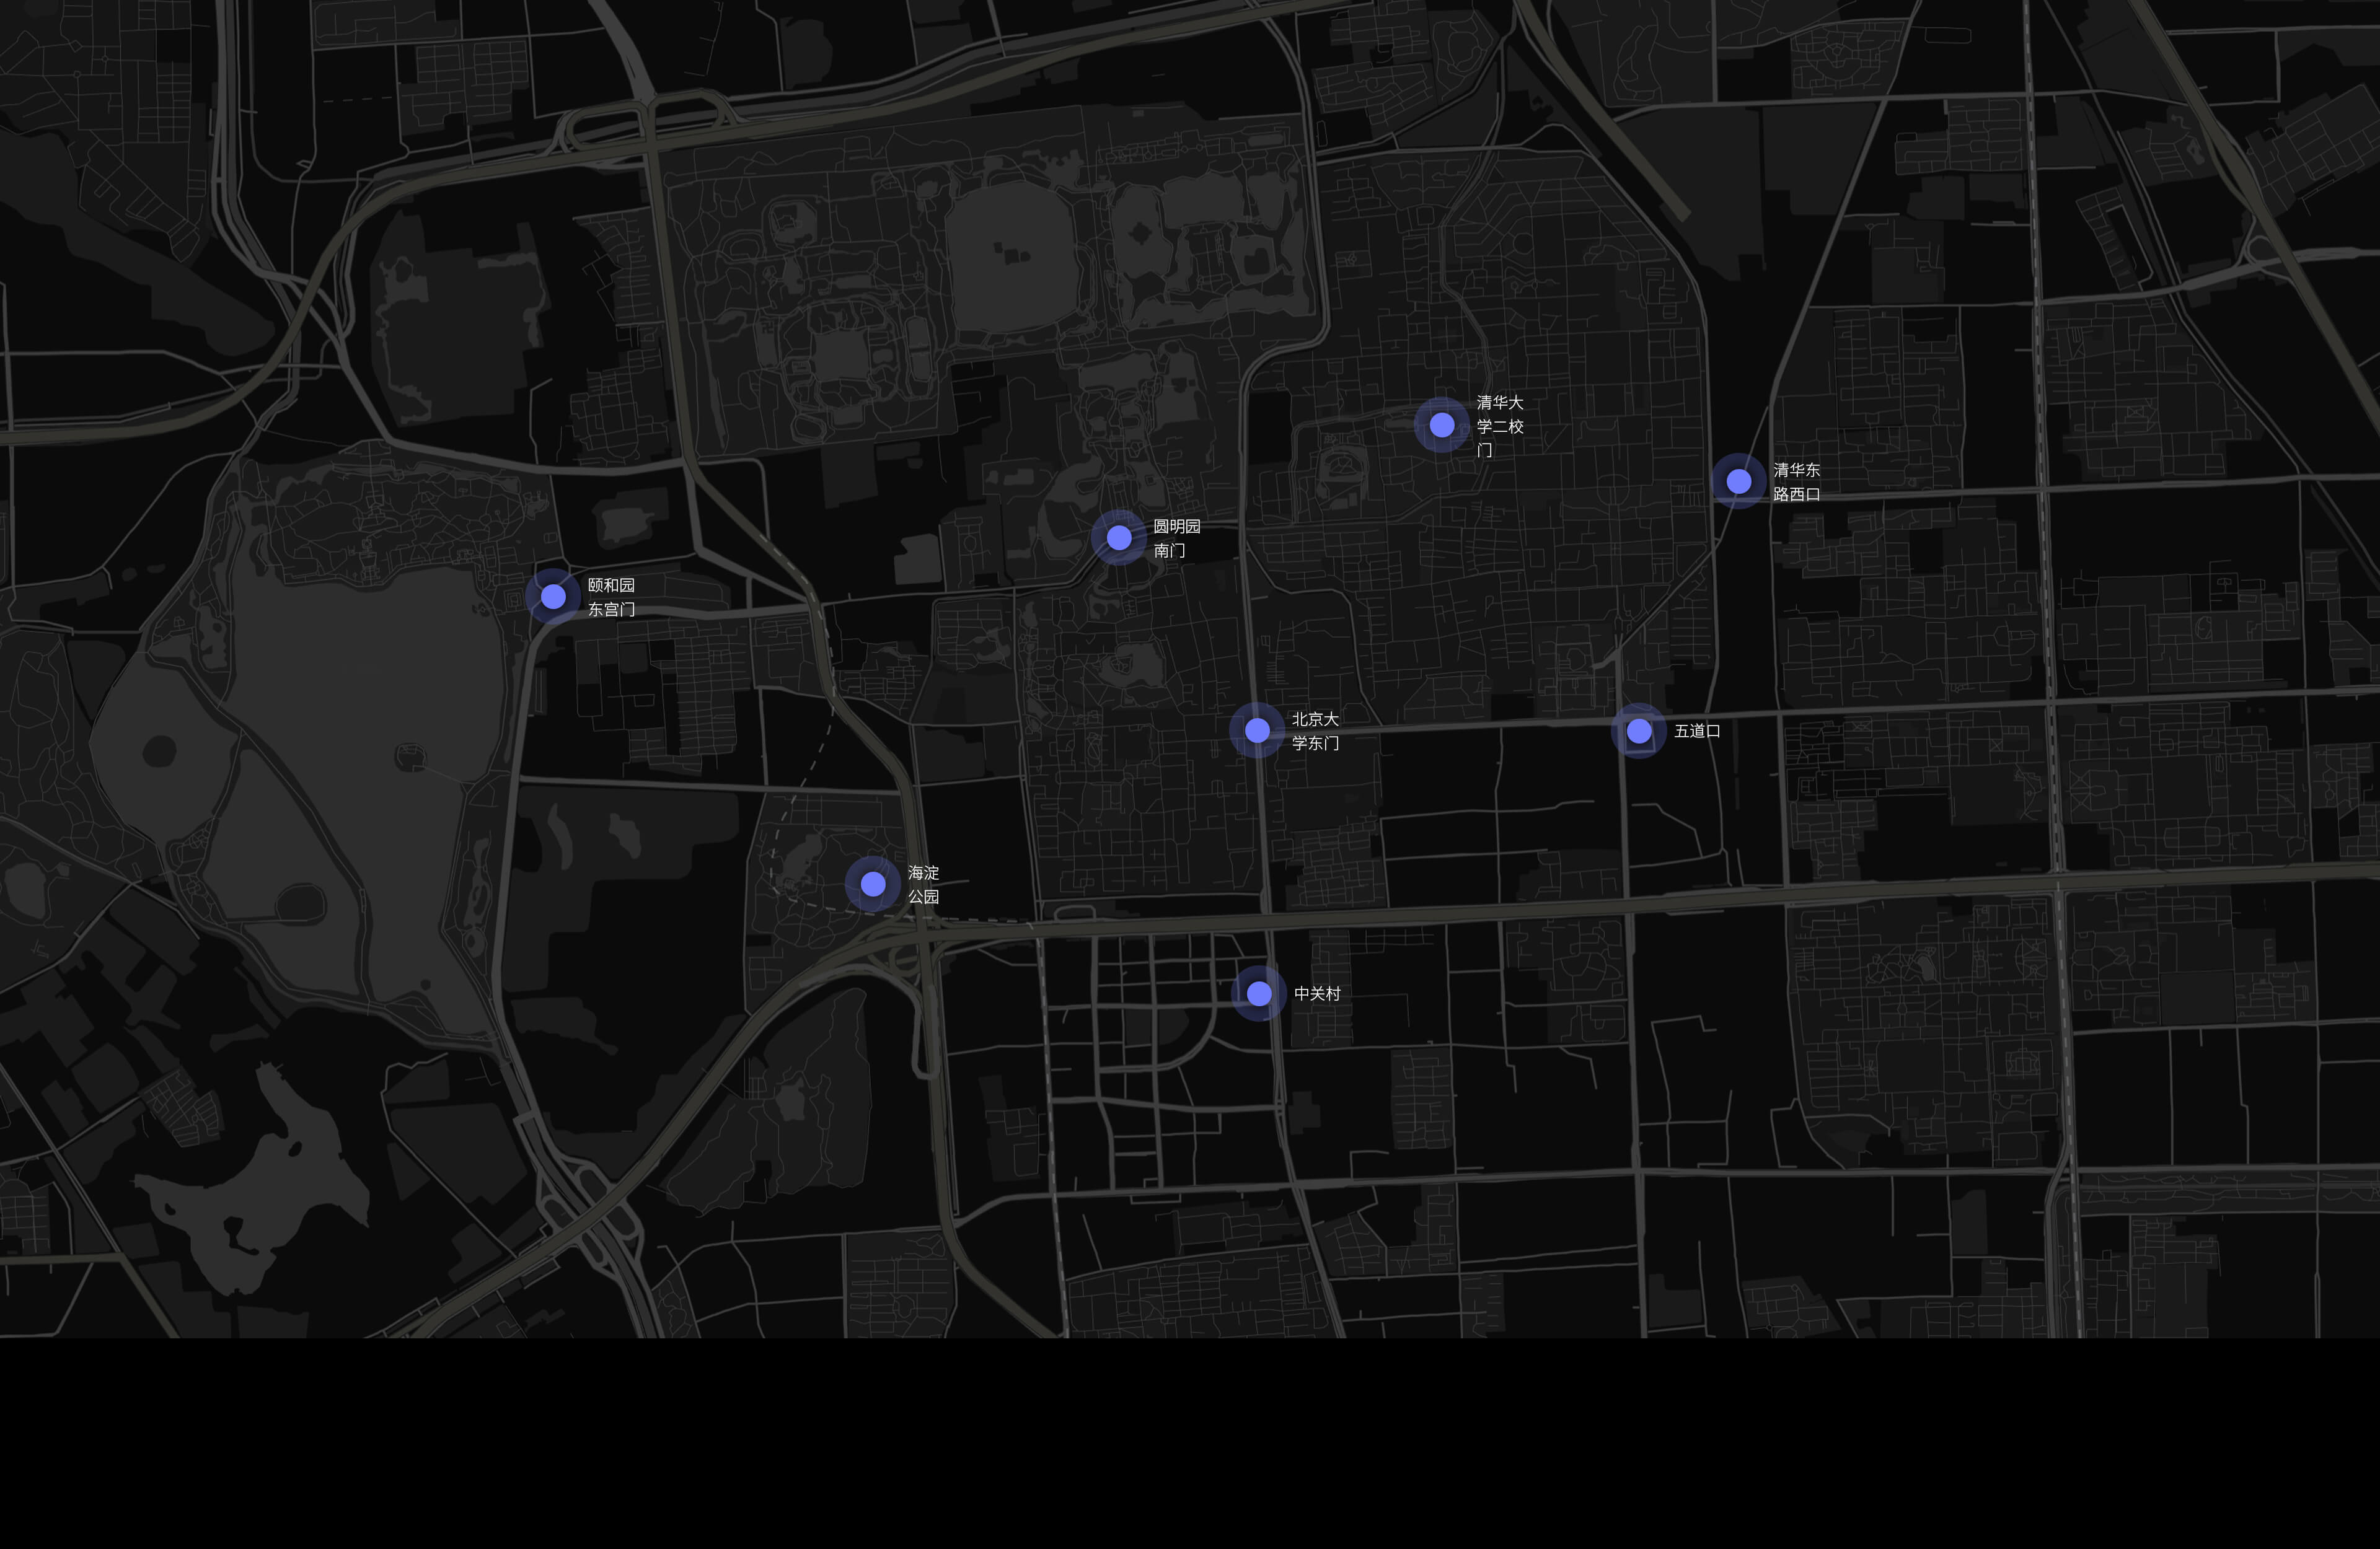 清华大
学二校
门
清华东
路西口
圆明园
南门
颐和园
东宫门
北京大
学东门
五道口
海淀
公园
中关村